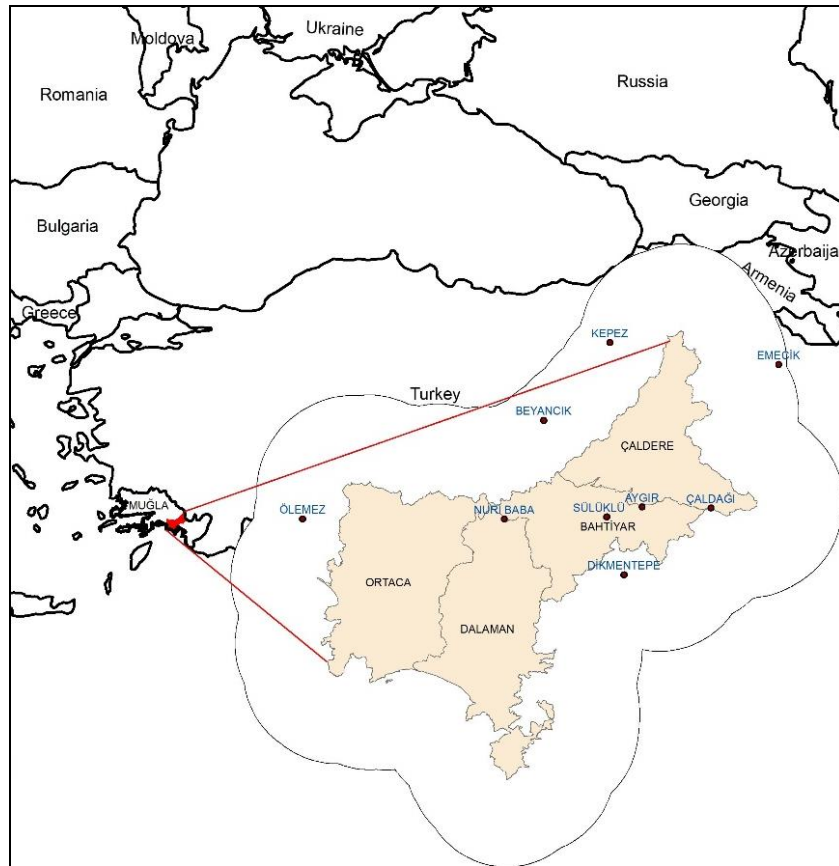 Ukraine
Moldova
Romania
Russia
Georgia
Bulgaria
Azerbaija
Armenia
Greece
KEPEZ
EMECİK
Turkey
BEYANCIK
ÇALDERE
MUĞLA
ÖLEMEZ
NURİ BABA
SÜLÜKLÜ
AYGIR
ÇALDAĞI
BAHTİYAR
DİKMENTEPE
ORTACA
DALAMAN